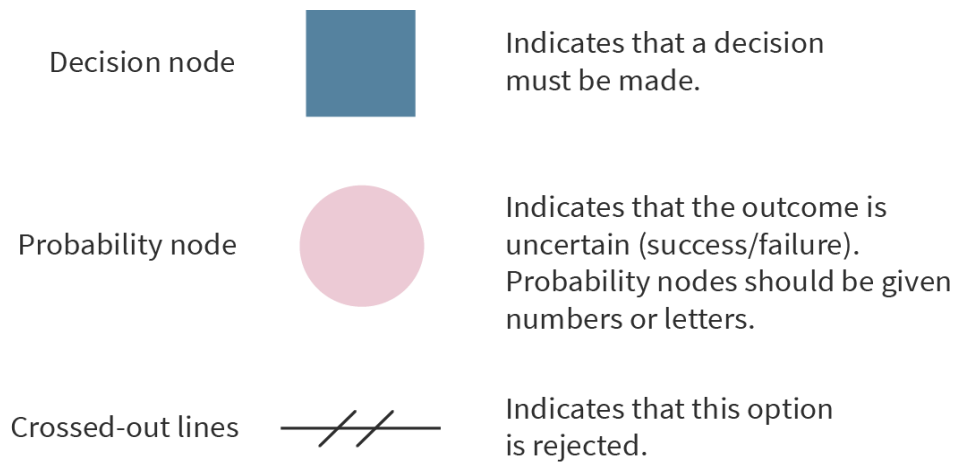 Decision node
Indicates that a decision
must be made.
Probability node
Indicates that the outcome is
uncertain (success/failure).
Probability nodes should be given
numbers or letters.
Crossed-out lines
Indicates that this option
is rejected.